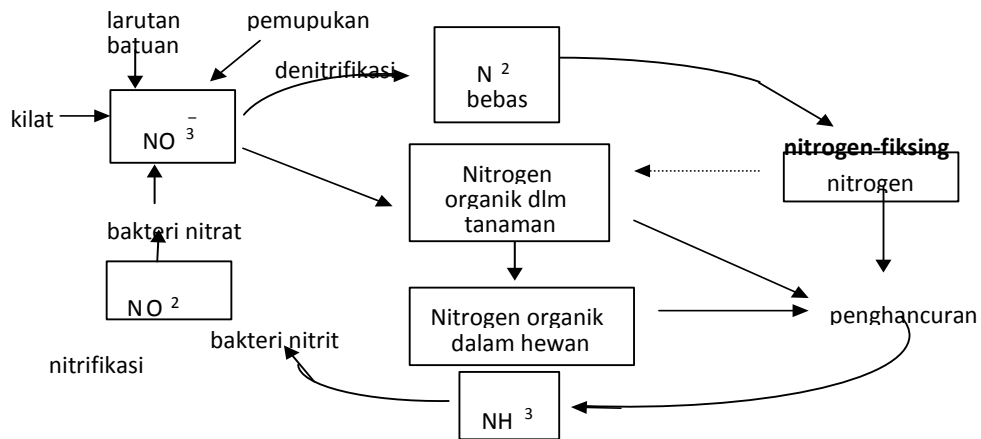 larutan
batuan
pemupukan
denitrifikasi
N 2
bebas
kilat
NO 3 –
nitrogen-fiksing
nitrogen
Nitrogen
organik dlm
tanaman
bakteri nitrat
NO 2
Nitrogen organik
dalam hewan
penghancuran
bakteri nitrit
nitrifikasi
NH 3